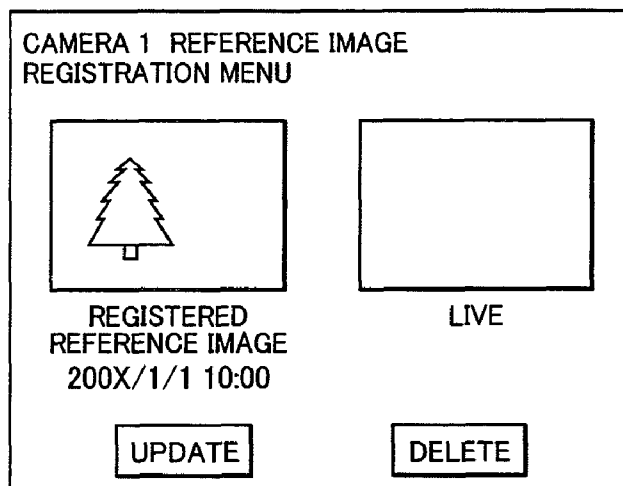 CAMERA 1 REFERENCE IMAGE
REGISTRATION MENU
REGISTERED
REFERENCE IMAGE
200X/1/1 10:00
LIVE
UPDATE
DELETE